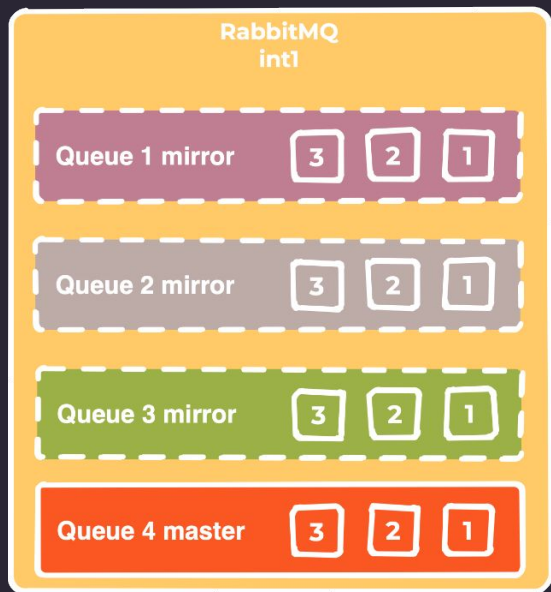 RabbitMQ
int1
Queue 1 mirror 3 2 1
Queue 2 mirror 3 2 1
Queue 3 mirror 3 2 1
Queue 4 master 3 2 1